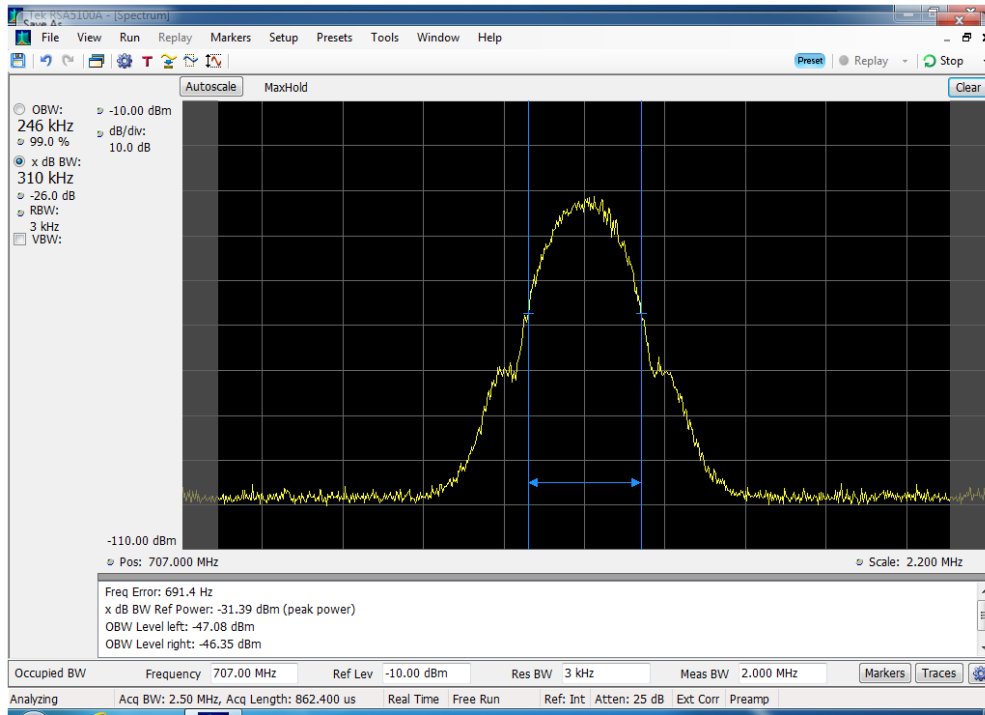 Tek RSA5100A - [Spectrum]
Save As
File View Run Replay Markers Setup Presets Tools Window Help
Preset Replay Stop
Autoscale MaxHold Clear
OBW:
246 kHz
99.0 %
x dB BW:
310 kHz
-26.0 dB
RBW:
3 kHz
VBW:
-10.00 dBm
dB/div:
10.0 dB
-110.00 dBm
Pos: 707.000 MHz Scale: 2.200 MHz
Freq Error: 691.4 Hz
x dB BW Ref Power: -31.39 dBm (peak power)
OBW Level left: -47.08 dBm
OBW Level right: -46.35 dBm
Occupied BW Frequency 707.00 MHz Ref Lev -10.00 dBm Res BW 3 kHz Meas BW 2.000 MHz Markers Traces
Analyzing Acq BW: 2.50 MHz, Acq Length: 862.400 us Real Time Free Run Ref: Int Atten: 25 dB Ext Corr Preamp